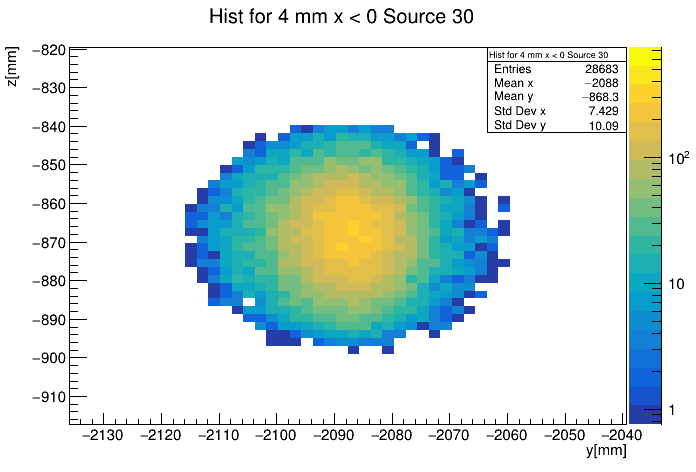 Hist for 4 mm x < 0 Source 30
z[mm]
Hist for 4 mm x < 0 Source 30
Entries 28683
Mean x −2088
Mean y −868.3
Std Dev x 7.429
Std Dev y 10.09
−820
−830
−840
−850
−860
−870
−880
−890
−900
−910
10²
10
1
−2130 −2120 −2110 −2100 −2090 −2080 −2070 −2060 −2050 −2040
y[mm]